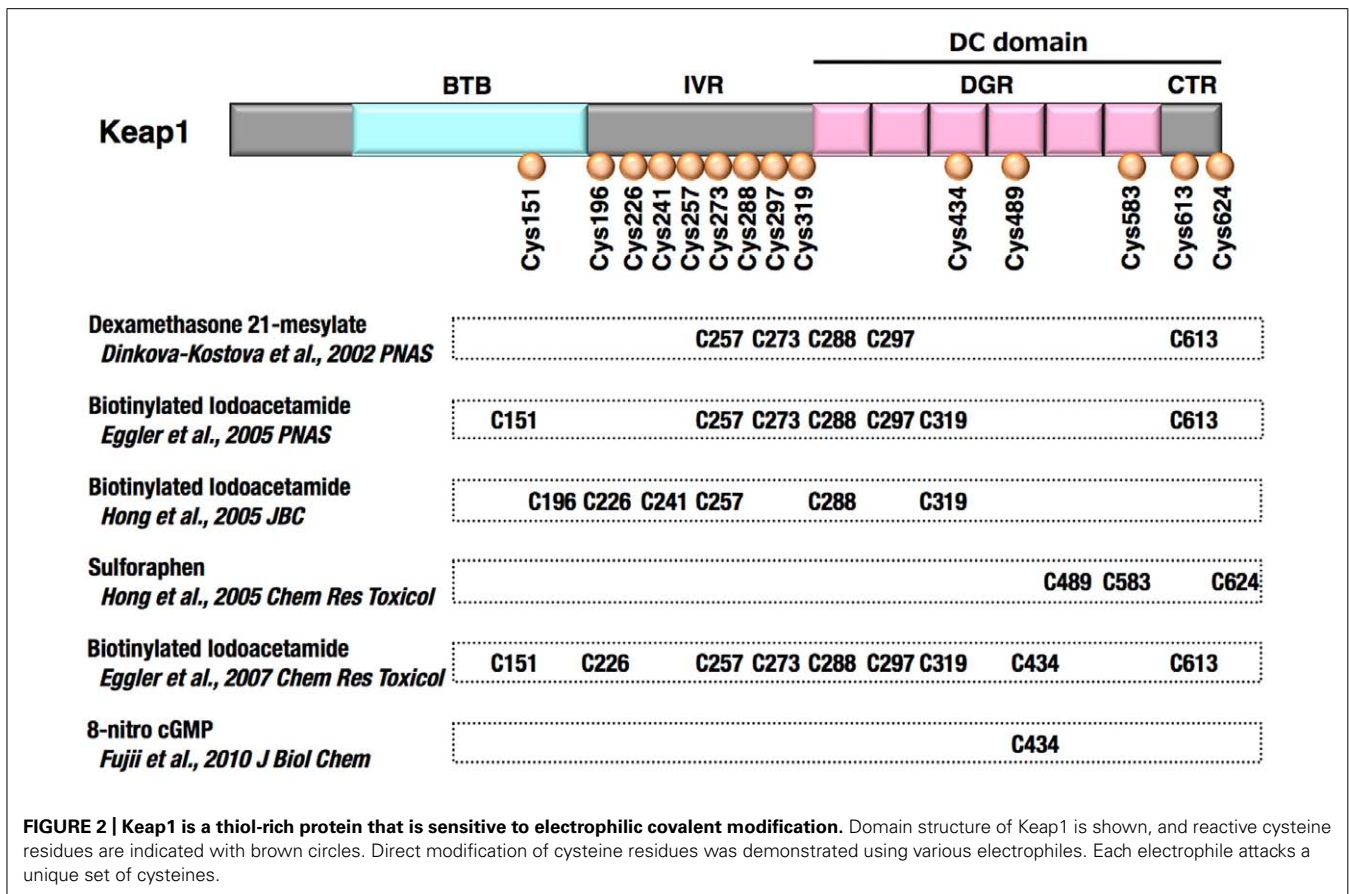 DC domain
BTB IVR DGR CTR
Keap1
Cys151 Cys196 Cys226 Cys241 Cys257 Cys273 Cys288 Cys297 Cys319 Cys434 Cys489 Cys583 Cys613 Cys624
Dexamethasone 21-mesylate
Dinkova-Kostova et al., 2002 PNAS
C257 C273 C288 C297 C613
Biotinylated Iodoacetamide
Eggler et al., 2005 PNAS
C151 C257 C273 C288 C297 C319 C613
Biotinylated Iodoacetamide
Hong et al., 2005 JBC
C196 C226 C241 C257 C288 C319
Sulforaphen
Hong et al., 2005 Chem Res Toxicol
C489 C583 C624
Biotinylated Iodoacetamide
Eggler et al., 2007 Chem Res Toxicol
C151 C226 C257 C273 C288 C297 C319 C434 C613
8-nitro cGMP
Fujii et al., 2010 J Biol Chem
C434
FIGURE 2 | Keap1 is a thiol-rich protein that is sensitive to electrophilic covalent modification. Domain structure of Keap1 is shown, and reactive cysteine
residues are indicated with brown circles. Direct modification of cysteine residues was demonstrated using various electrophiles. Each electrophile attacks a
unique set of cysteines.